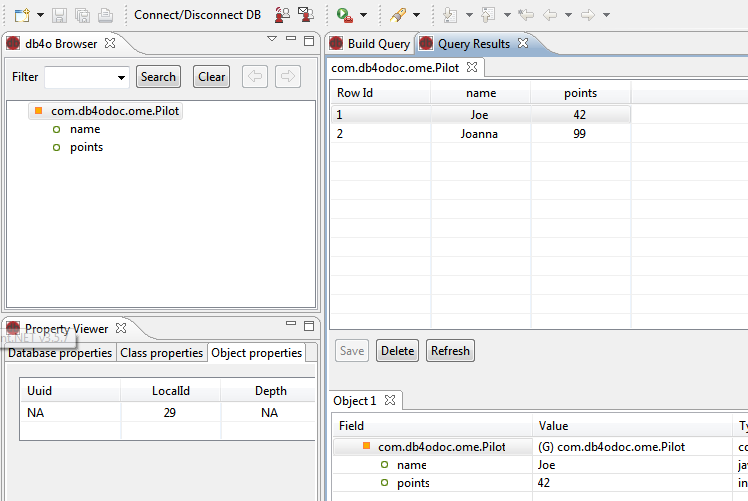 Connect/Disconnect DB
db4o Browser
Filter
Search
Clear
com.db4odoc.ome.Pilot
name
points
Property Viewer
nt.NET v3.5.7
Database properties
Class properties
Object properties
Uuid LocalId Depth
NA 29 NA
Build Query
Query Results
com.db4odoc.ome.Pilot
Row Id name points
1 Joe 42
2 Joanna 99
Save
Delete
Refresh
Object 1
Field Value Ty
com.db4odoc.ome.Pilot (G) com.db4odoc.ome.Pilot co
name Joe ja
points 42 in